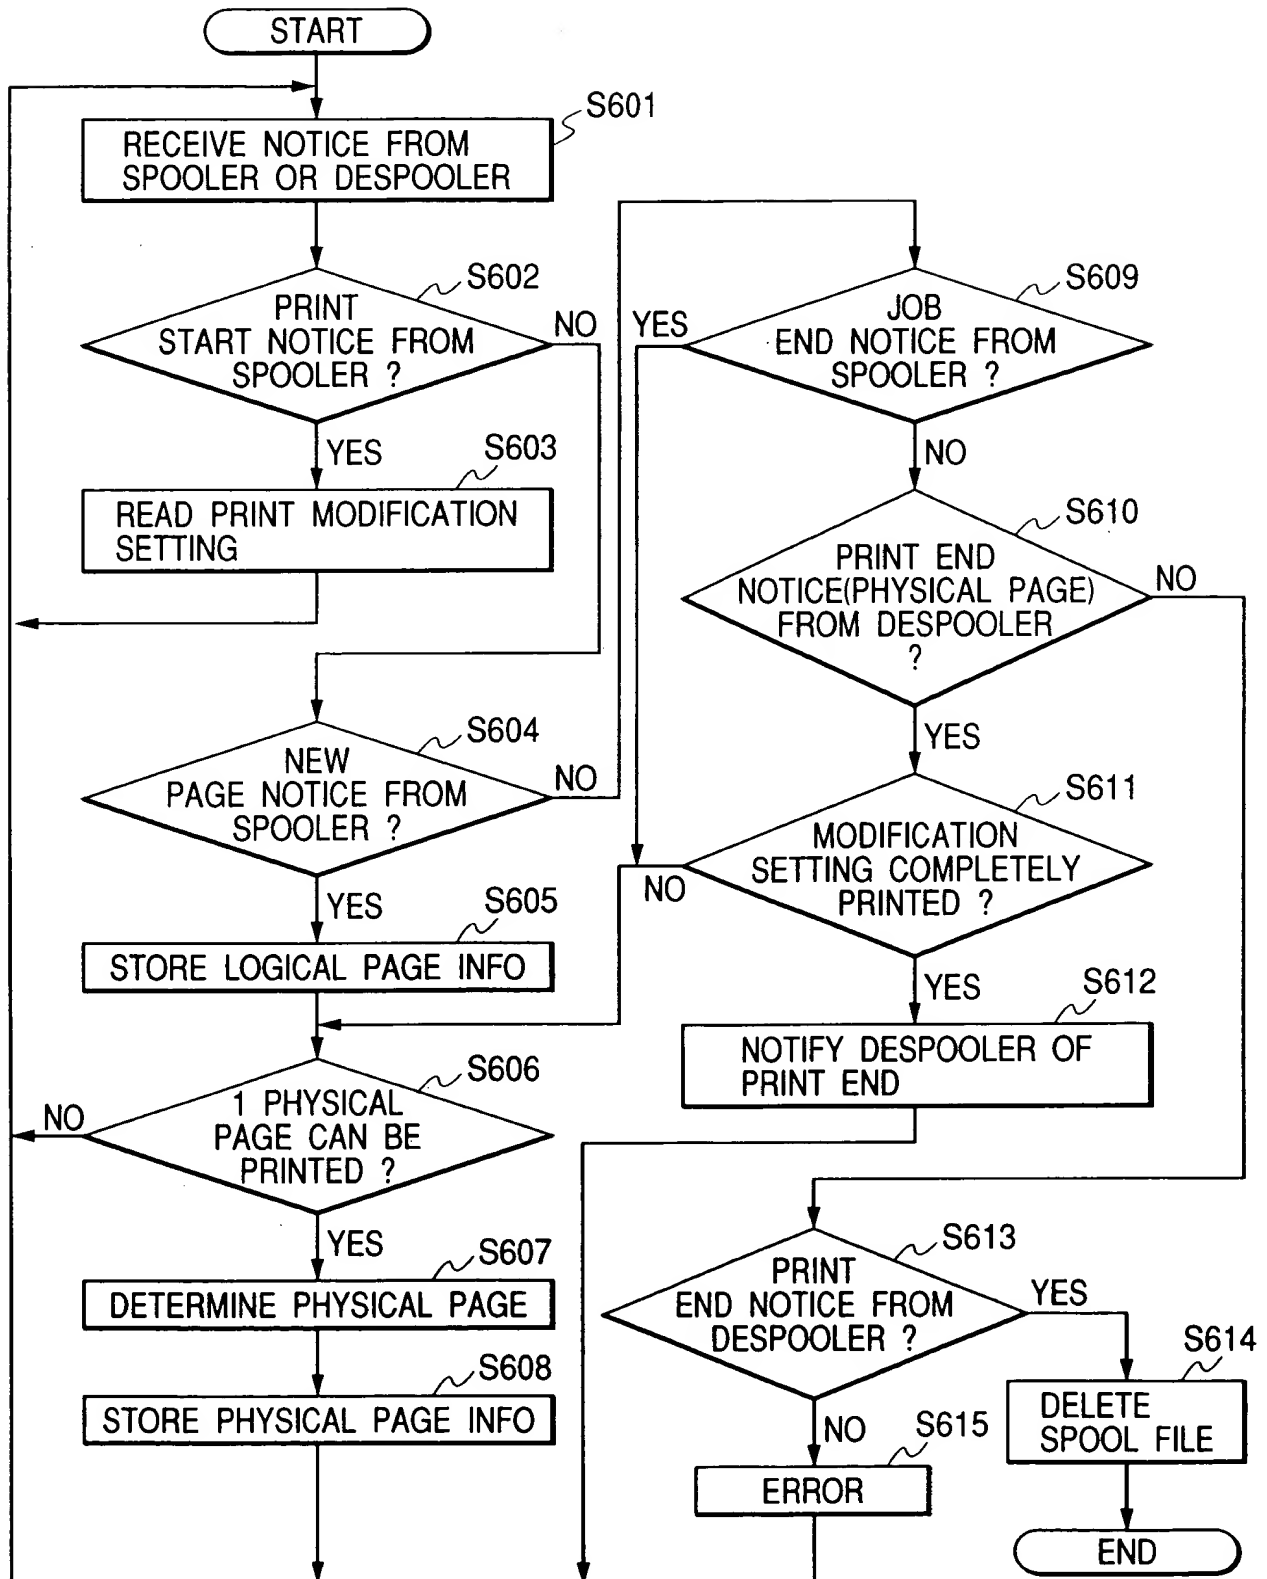 START
S601
RECEIVE NOTICE FROM
SPOOLER OR DESPOOLER
S602
PRINT
START NOTICE FROM
SPOOLER ?
NO
YES
S603
READ PRINT MODIFICATION
SETTING
S604
NEW
PAGE NOTICE FROM
SPOOLER ?
NO
YES
S605
STORE LOGICAL PAGE INFO
S606
1 PHYSICAL
PAGE CAN BE
PRINTED ?
NO
YES
S607
DETERMINE PHYSICAL PAGE
S608
STORE PHYSICAL PAGE INFO
S609
JOB
END NOTICE FROM
SPOOLER ?
YES
NO
S610
PRINT END
NOTICE(PHYSICAL PAGE)
FROM DESPOOLER
?
NO
YES
S611
MODIFICATION
SETTING COMPLETELY
PRINTED ?
NO
YES
S612
NOTIFY DESPOOLER OF
PRINT END
S613
PRINT
END NOTICE FROM
DESPOOLER ?
YES
NO
S614
DELETE
SPOOL FILE
S615
ERROR
END